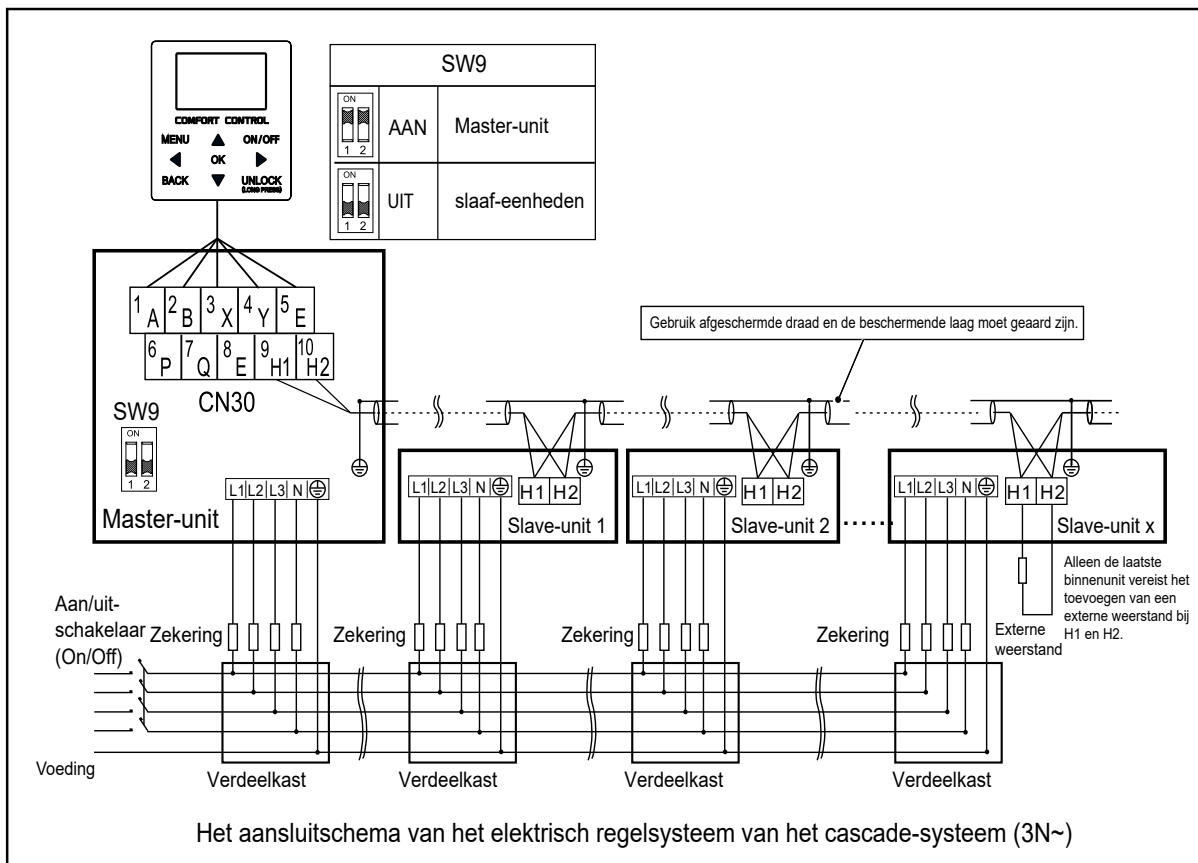 COMFORT CONTROL
MENU ▲ ON/OFF
◀ OK ▶
BACK ▼ UNLOCK
(LONG PRESS)
SW9
ON
1 2
AAN
Master-unit
ON
1 2
UIT
slaaf-eenheden
1 A 2 B 3 X 4 Y 5 E
6 P 7 Q 8 E 9 H1 10 H2
CN30
SW9
ON
1 2
Master-unit
L1 L2 L3 N
Gebruik afgeschermde draad en de beschermende laag moet geaard zijn.
L1 L2 L3 N
H1 H2
Slave-unit 1
L1 L2 L3 N
H1 H2
Slave-unit 2
L1 L2 L3 N
H1 H2
Slave-unit x
Aan/uit-
schakelaar
(On/Off)
Zekering
Zekering
Zekering
Zekering
Externe
weerstand
Alleen de laatste
binnenunit vereist het
toevoegen van een
externe weerstand bij
H1 en H2.
Voeding
Verdeelkast
Verdeelkast
Verdeelkast
Verdeelkast
Het aansluitschema van het elektrisch regelsysteem van het cascade-systeem (3N~)